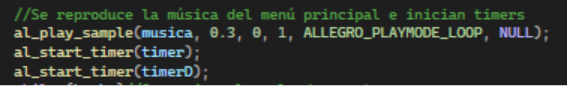 //Se reproduce la música del menú principal e inician timers
al_play_sample(musica, 0.3, 0, 1, ALLEGRO_PLAYMODE_LOOP, NULL);
al_start_timer(timer);
al_start_timer(timerD);